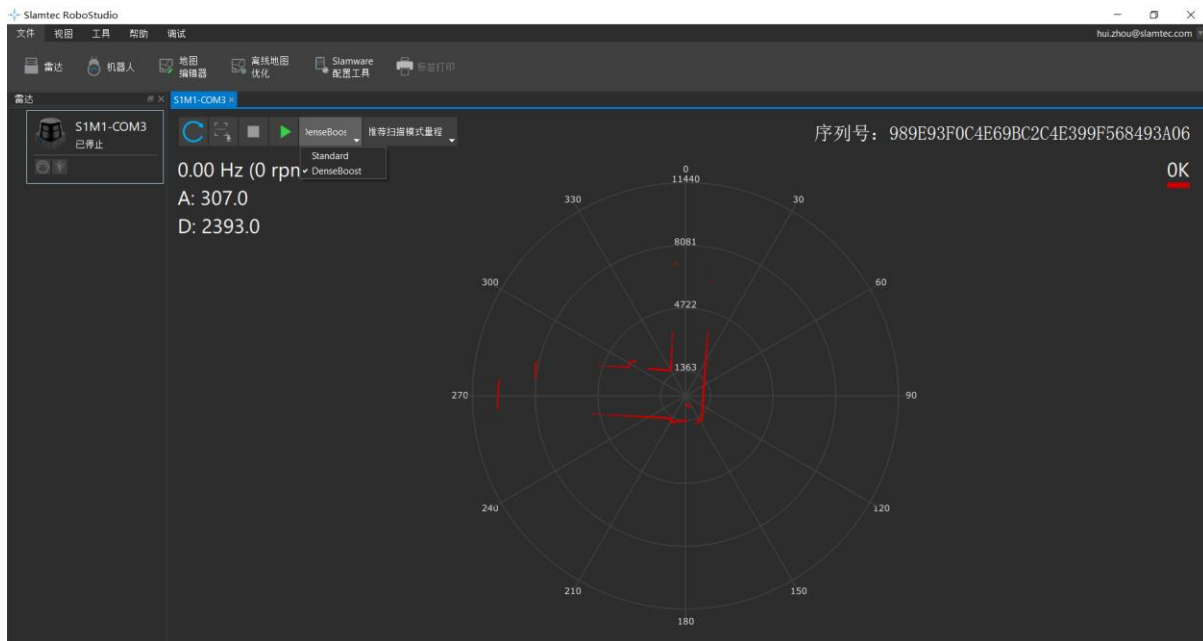 Slamtec RoboStudio
文件 视图 工具 帮助 调试
hui.zhou@slamtec.com
雷达
机器人
地图
编辑器
离线地图
优化
Slamware
配置工具
标签打印
雷达
S1M1-COM3
S1M1-COM3
已停止
DenseBoos
推荐扫描模式量程
序列号: 989E93F0C4E69BC2C4E399F568493A06
Standard
DenseBoost
0.00 Hz (0 rpm
0K
A: 307.0
D: 2393.0
0
11440
330
30
8081
300
60
4722
1363
270
90
240
120
210
150
180